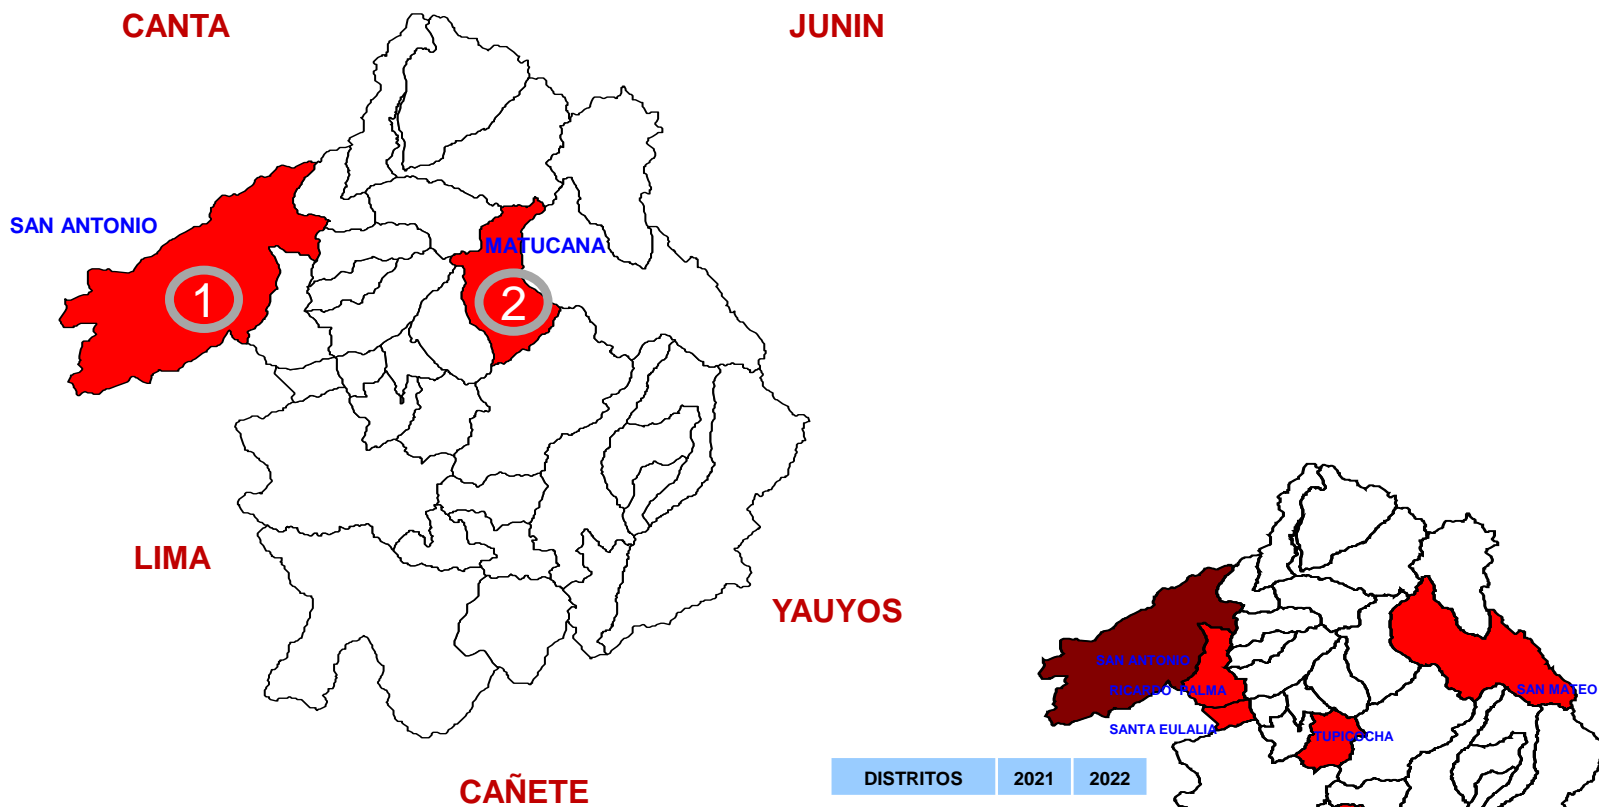 CANTA
JUNIN
SAN ANTONIO
MATUCANA
1
2
LIMA
YAUYOS
SAN ANTONIO
RICARDO PALMA
SAN MATEO
SANTA EULALIA
TUPICOCHA
DISTRITOS 2021 2022
CAÑETE